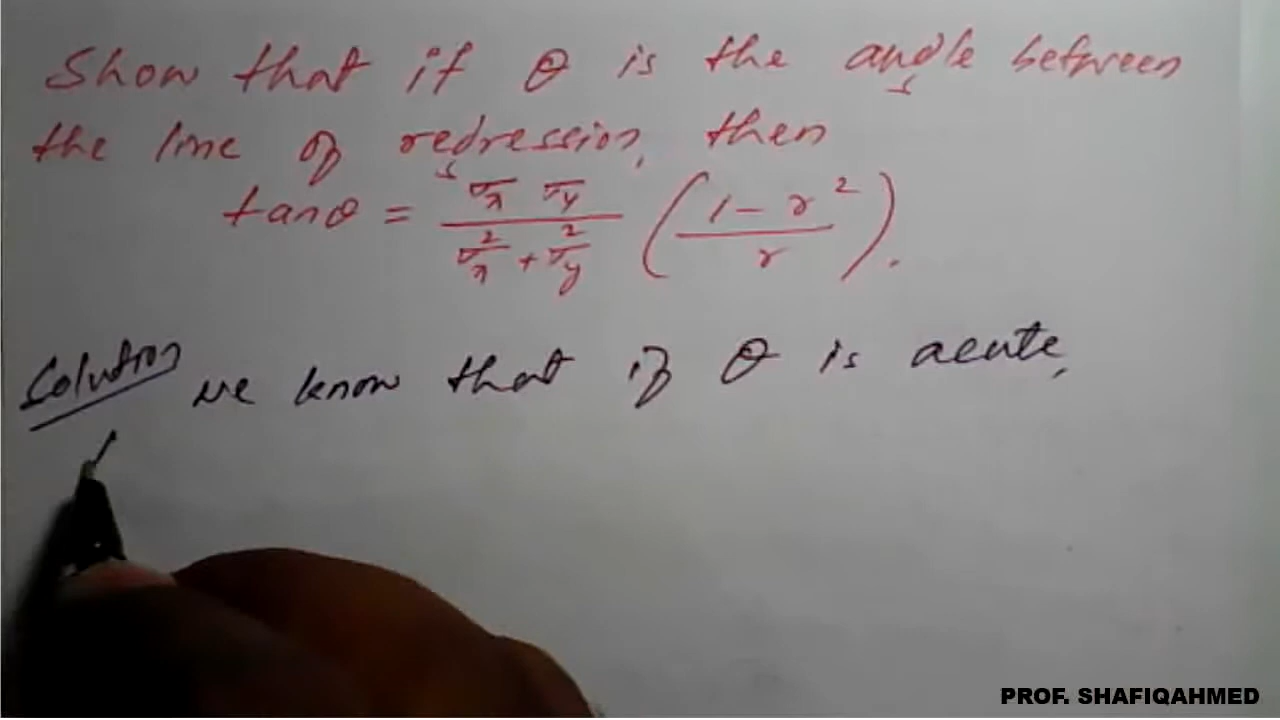 Show that if θ is the angle between
the line of regression, then
tanθ = σx σy / σx² + σy² (1 - r² / r).
Solution we know that if θ is acute,
PROF. SHAFIQAHMED